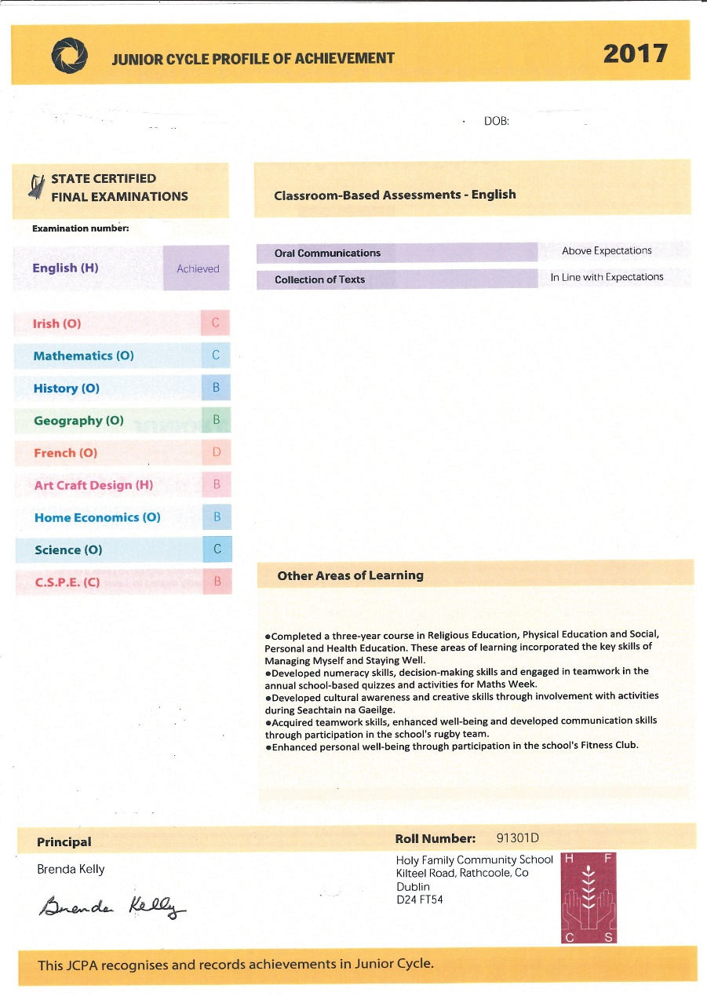 JUNIOR CYCLE PROFILE OF ACHIEVEMENT
2017
DOB:
STATE CERTIFIED
FINAL EXAMINATIONS
Examination number:
English (H) Achieved
Irish (O) C
Mathematics (O) C
History (O) B
Geography (O) B
French (O) D
Art Craft Design (H) B
Home Economics (O) B
Science (O) C
C.S.P.E. (C) B
Classroom-Based Assessments - English
Oral Communications Above Expectations
Collection of Texts In Line with Expectations
Other Areas of Learning
●Completed a three-year course in Religious Education, Physical Education and Social,
Personal and Health Education. These areas of learning incorporated the key skills of
Managing Myself and Staying Well.
●Developed numeracy skills, decision-making skills and engaged in teamwork in the
annual school-based quizzes and activities for Maths Week.
●Developed cultural awareness and creative skills through involvement with activities
during Seachtain na Gaeilge.
●Acquired teamwork skills, enhanced well-being and developed communication skills
through participation in the school's rugby team.
●Enhanced personal well-being through participation in the school's Fitness Club.
Principal
Brenda Kelly
Brenda Kelly
Roll Number: 91301D
Holy Family Community School
Kilteel Road, Rathcoole, Co
Dublin
D24 FT54
H F
C S
This JCPA recognises and records achievements in Junior Cycle.